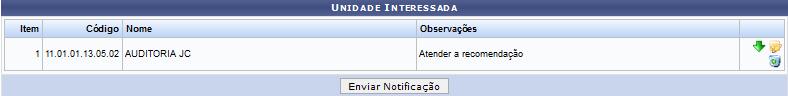 UNIDADE INTERESSADA
Item Código Nome Observações
1 11.01.01.13.05.02 AUDITORIA JC Atender a recomendação
Enviar Notificação